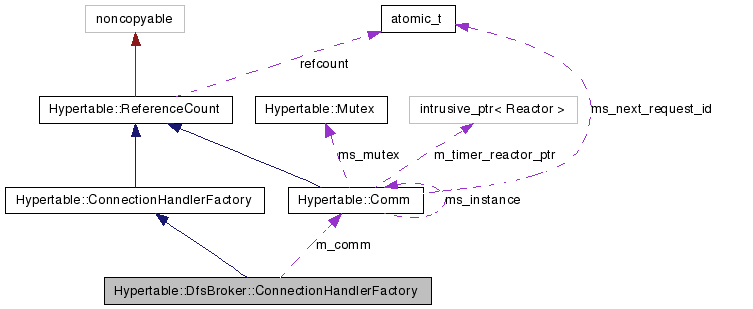 noncopyable
atomic_t
refcount
Hypertable::ReferenceCount
Hypertable::Mutex
intrusive_ptr< Reactor >
ms_next_request_id
ms_mutex
m_timer_reactor_ptr
Hypertable::ConnectionHandlerFactory
Hypertable::Comm
ms_instance
m_comm
Hypertable::DfsBroker::ConnectionHandlerFactory